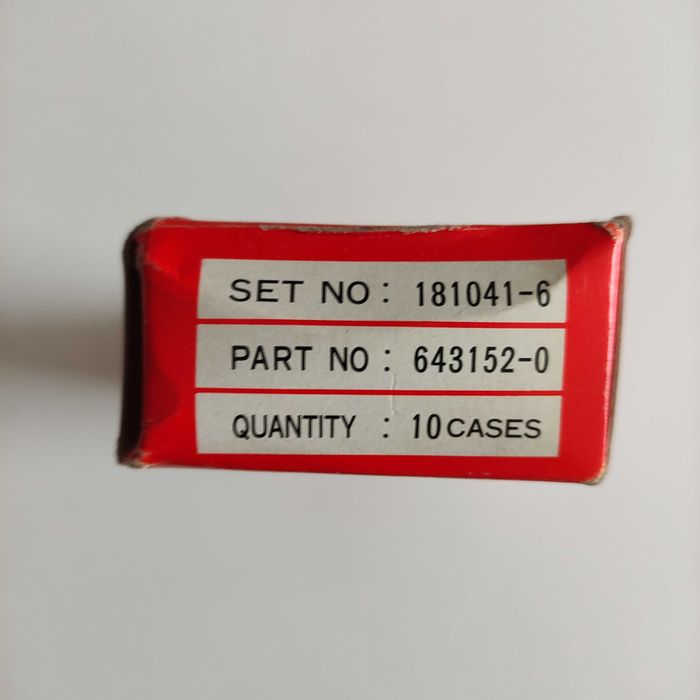 SET NO: 181041-6
PART NO: 643152-0
QUANTITY : 10 CASES